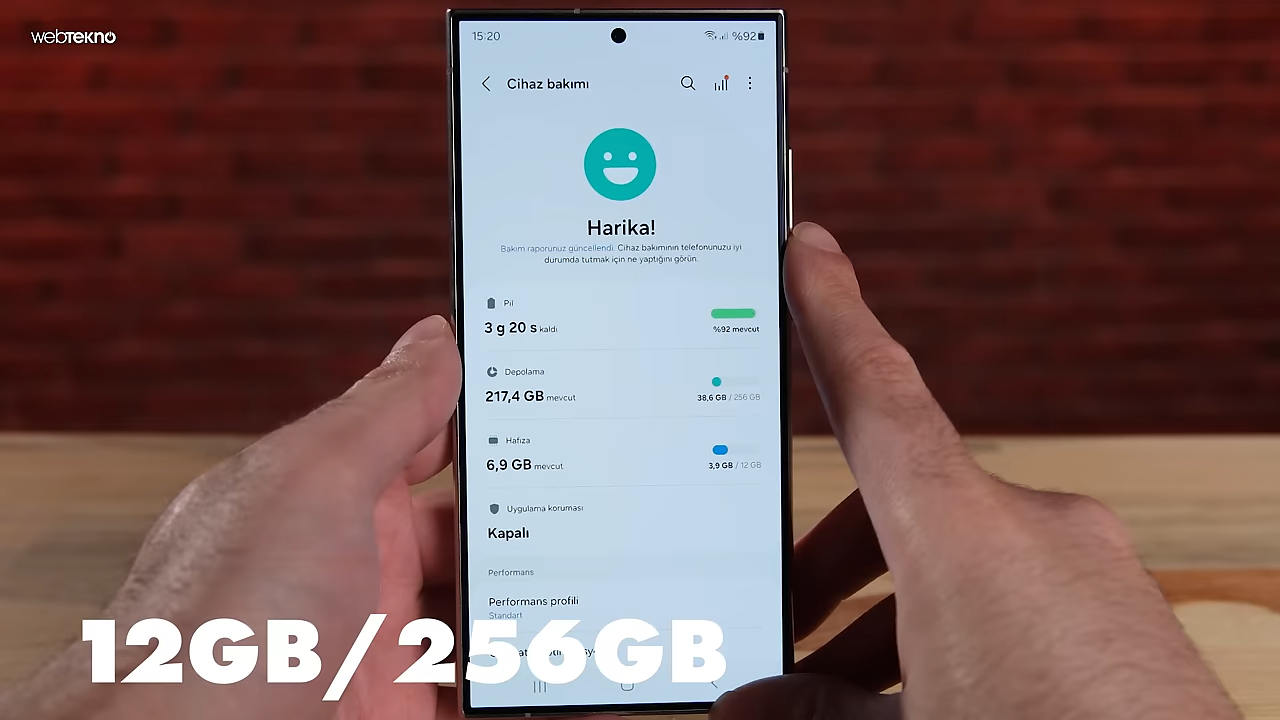 webTEKNO
15:20
%92
Cihaz bakımı
Harika!
Bakım raporunuz güncellendi. Cihaz bakımının telefonunuzu iyi
durumda tutmak için ne yaptığını görün.
Pil
3 g 20 s kaldı
%92 mevcut
Depolama
217,4 GB mevcut
38,6 GB / 256 GB
Hafıza
6,9 GB mevcut
3,9 GB / 12 GB
Uygulama koruması
Kapalı
Performans
Performans profili
Standart
12GB/256GB